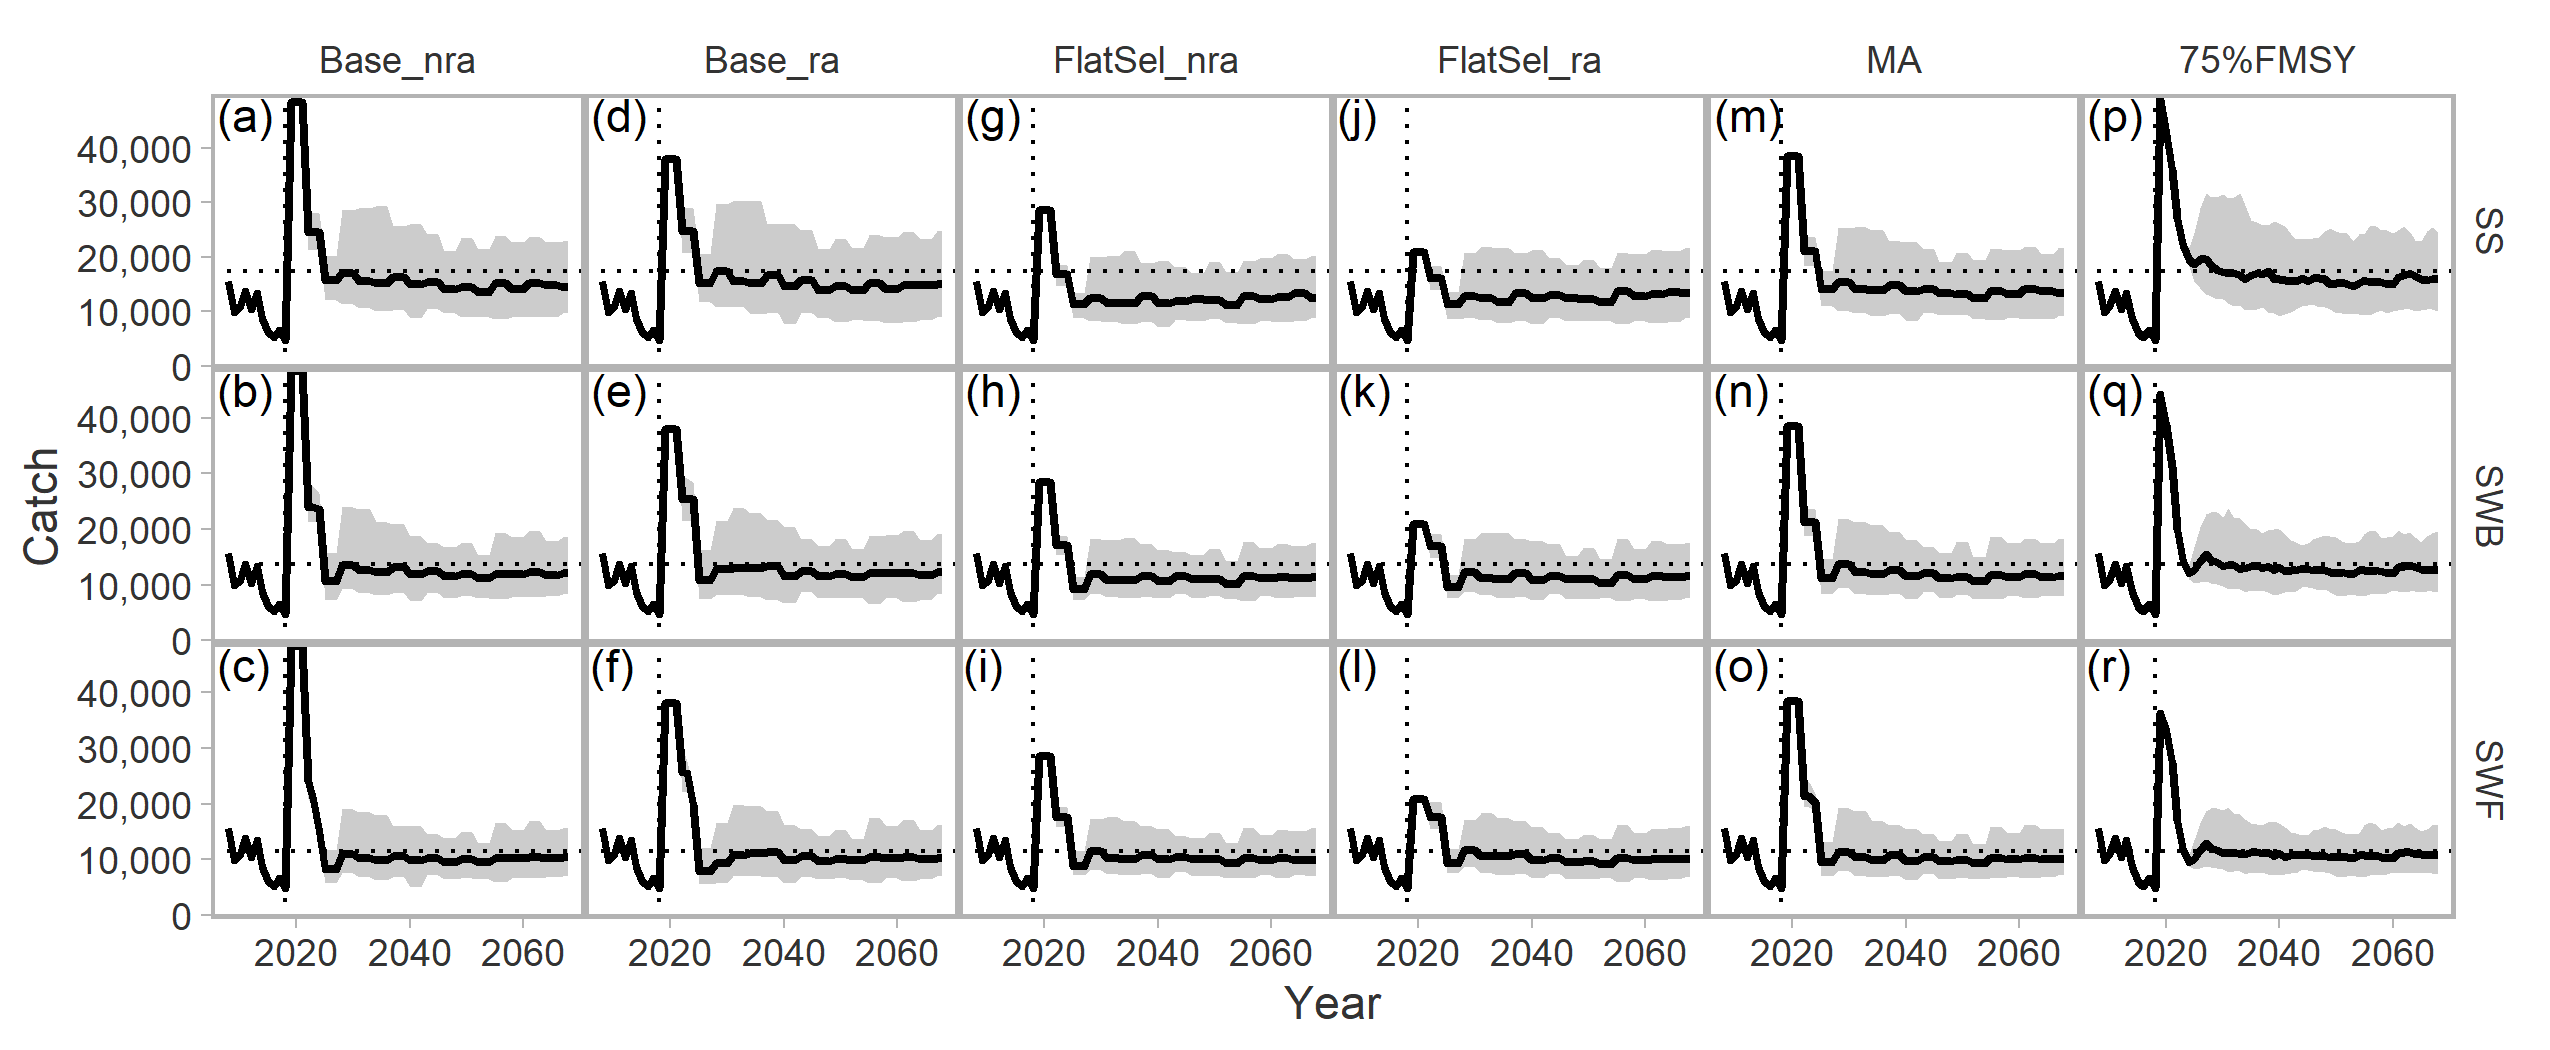 Base_nra Base_ra FlatSel_nra FlatSel_ra MA 75%FMSY
(a) (d) (g) (j) (m) (p)
40,000
30,000
20,000
10,000
0
SS
(b) (e) (h) (k) (n) (q)
40,000
30,000
20,000
10,000
0
SWB
Catch
(c) (f) (i) (l) (o) (r)
40,000
30,000
20,000
10,000
0
SWF
2020 2040 2060 2020 2040 2060 2020 2040 2060 2020 2040 2060 2020 2040 2060 2020 2040 2060
Year